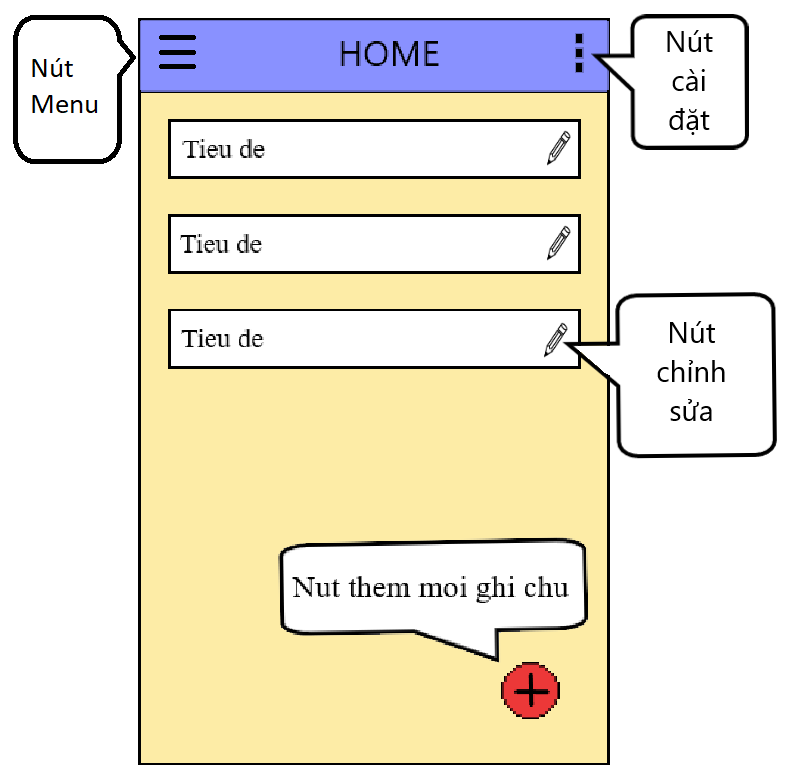 Nút
Menu
HOME
Nút
cài
đặt
Tieu de
Tieu de
Tieu de
Nút
chỉnh
sửa
Nut them moi ghi chu